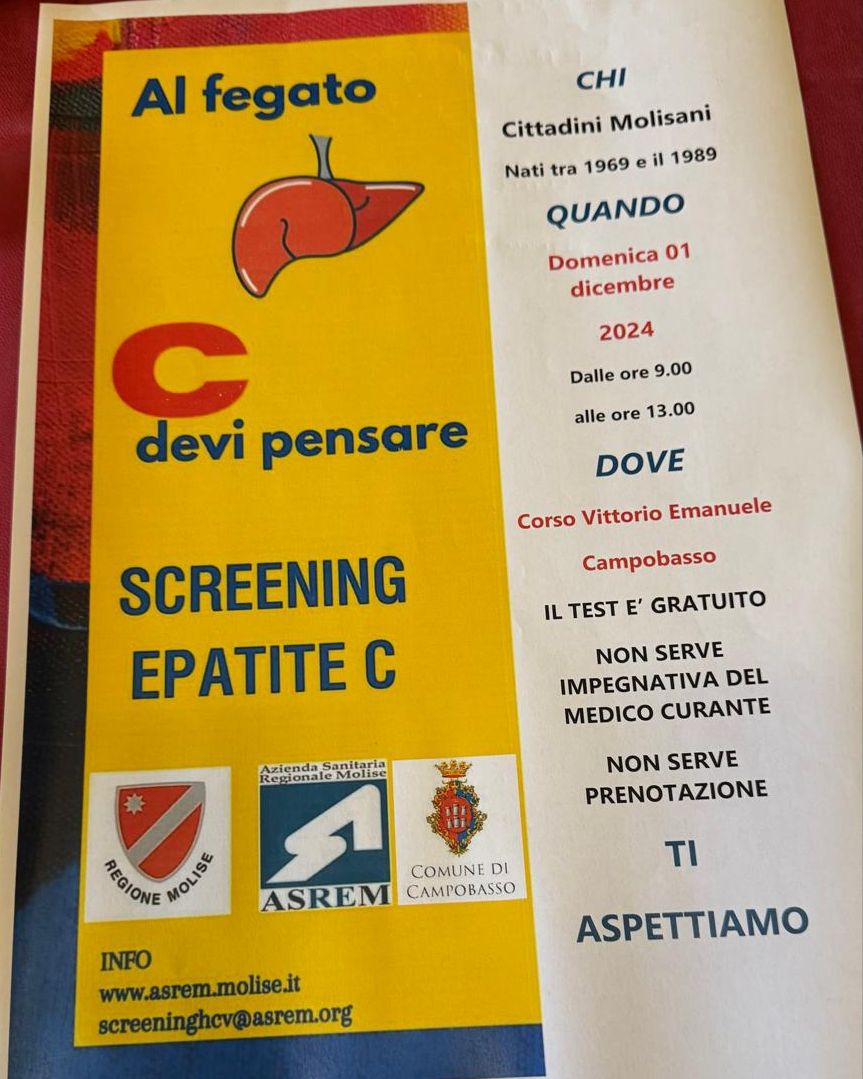 Al fegato
C
devi pensare
SCREENING
EPATITE C
REGIONE MOLISE
Azienda Sanitaria
Regionale Molise
ASREM
COMUNE DI
CAMPOBASSO
INFO
www.asrem.molise.it
screeninghcv@asrem.org
CHI
Cittadini Molisani
Nati tra 1969 e il 1989
QUANDO
Domenica 01
dicembre
2024
Dalle ore 9.00
alle ore 13.00
DOVE
Corso Vittorio Emanuele
Campobasso
IL TEST E’ GRATUITO
NON SERVE
IMPEGNATIVA DEL
MEDICO CURANTE
NON SERVE
PRENOTAZIONE
TI
ASPETTIAMO